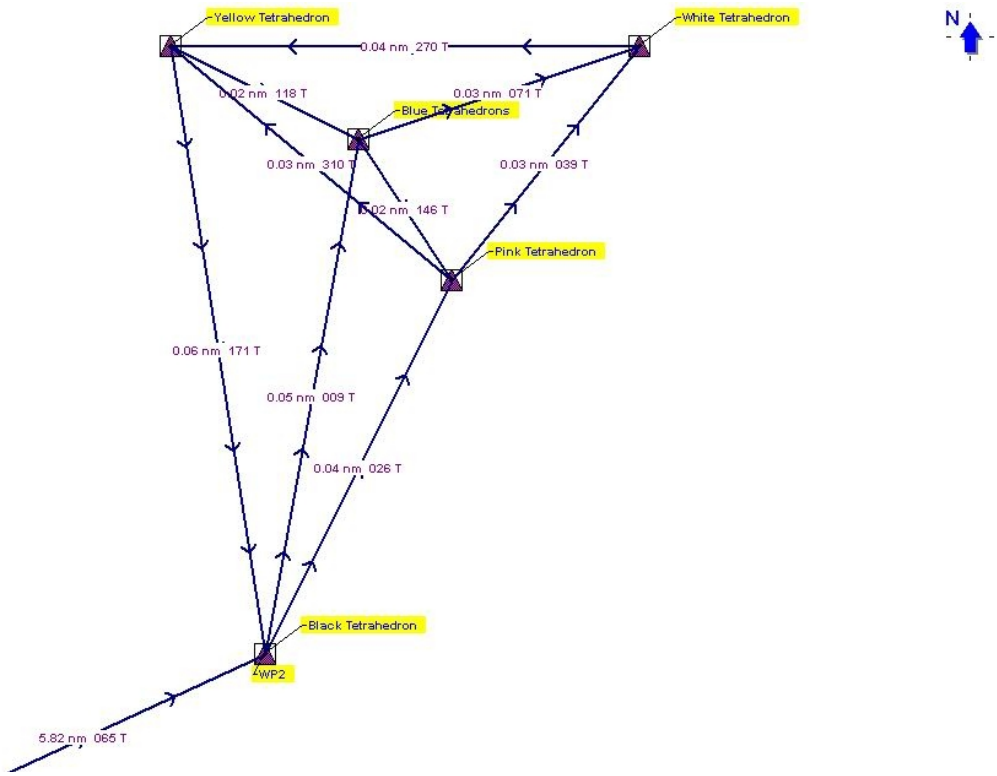 Yellow Tetrahedron
White Tetrahedron
N
0.04 nm 270 T
0.02 nm 118 T
0.03 nm 071 T
Blue Tetrahedrons
0.03 nm 310 T
0.03 nm 039 T
0.02 nm 146 T
Pink Tetrahedron
0.06 nm 171 T
0.05 nm 009 T
0.04 nm 026 T
Black Tetrahedron
WP2
5.82 nm 065 T